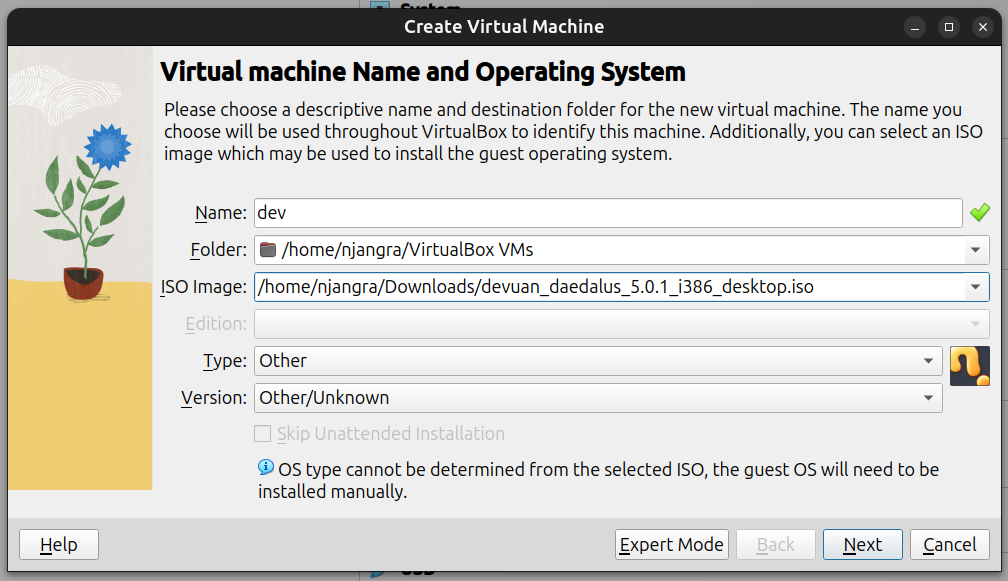 Create Virtual Machine
Virtual machine Name and Operating System
Please choose a descriptive name and destination folder for the new virtual machine. The name you
choose will be used throughout VirtualBox to identify this machine. Additionally, you can select an ISO
image which may be used to install the guest operating system.
Name: dev
Folder: /home/njangra/VirtualBox VMs
ISO Image: /home/njangra/Downloads/devuan_daedalus_5.0.1_i386_desktop.iso
Edition:
Type: Other
Version: Other/Unknown
Skip Unattended Installation
OS type cannot be determined from the selected ISO, the guest OS will need to be
installed manually.
Help Expert Mode Back Next Cancel